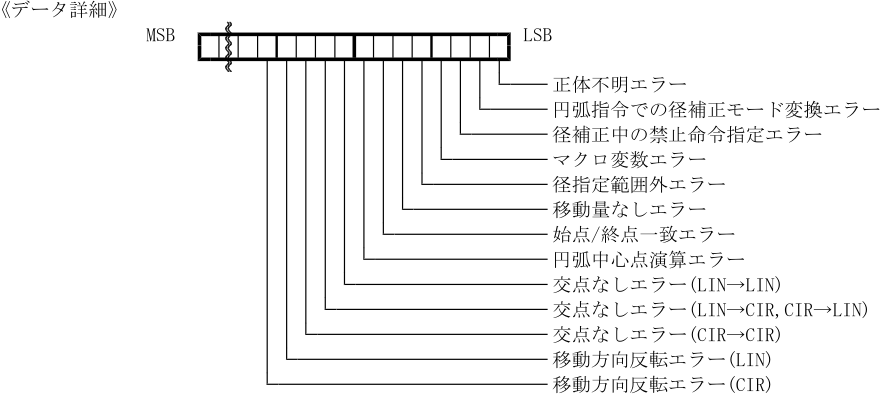 《データ詳細》
MSB LSB
正体不明エラー
円弧指令での径補正モード変換エラー
径補正中の禁止命令指定エラー
マクロ変数エラー
径指定範囲外エラー
移動量なしエラー
始点/終点一致エラー
円弧中心点演算エラー
交点なしエラー(LIN→LIN)
交点なしエラー(LIN→CIR,CIR→LIN)
交点なしエラー(CIR→CIR)
移動方向反転エラー(LIN)
移動方向反転エラー(CIR)